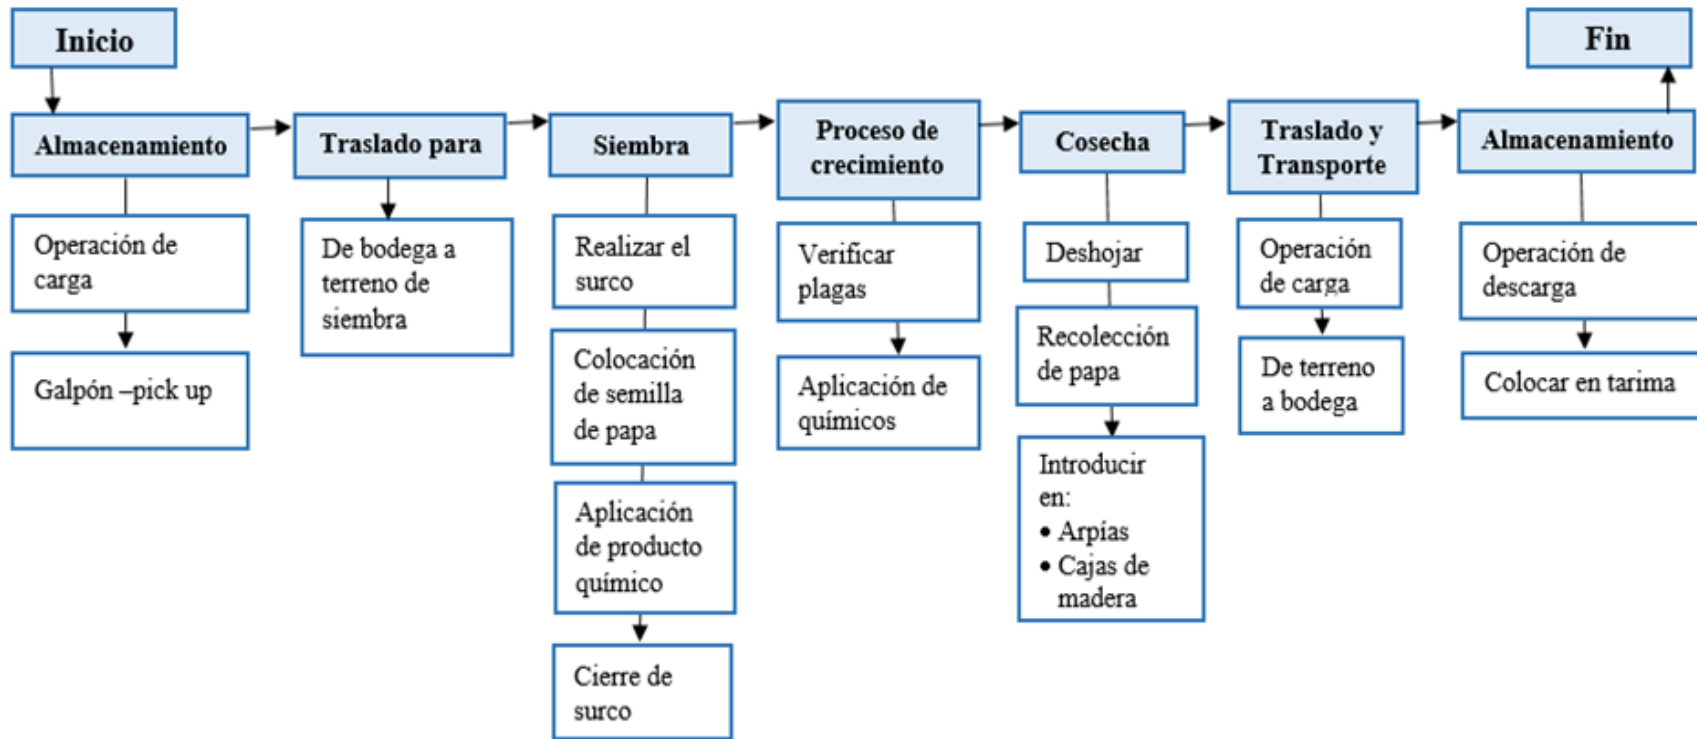 Inicio
Fin
Almacenamiento
Traslado para
Siembra
Proceso de
crecimiento
Cosecha
Traslado y
Transporte
Almacenamiento
Operación de
carga
Galpón –pick up
De bodega a
terreno de
siembra
Realizar el
surco
Colocación
de semilla
de papa
Aplicación
de producto
químico
Cierre de
surco
Verificar
plagas
Aplicación de
químicos
Deshojar
Recolección
de papa
Introducir
en:
• Arpías
• Cajas de
madera
Operación
de carga
De terreno
a bodega
Operación de
descarga
Colocar en tarima